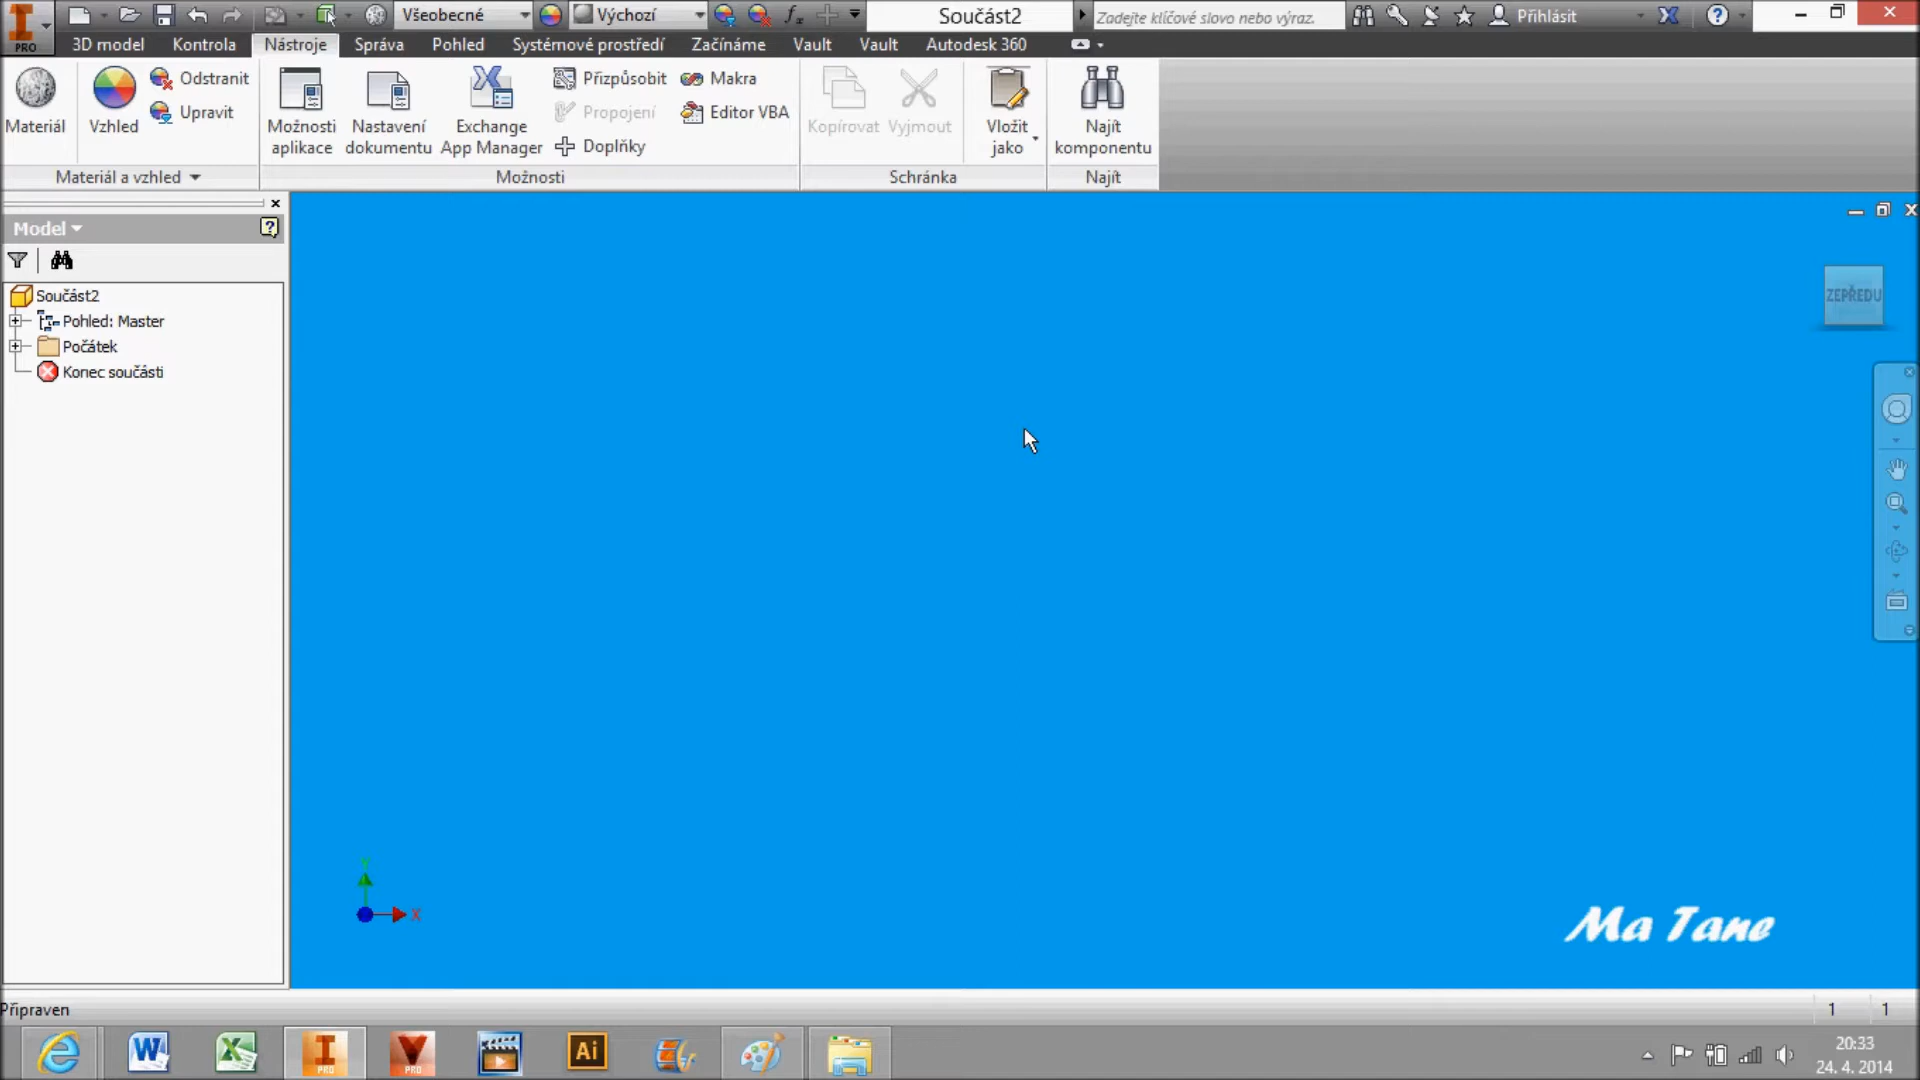 PRO
Všeobecné
Výchozí
Součást2
Zadejte klíčové slovo nebo výraz.
Přihlásit
3D model
Kontrola
Nástroje
Správa
Pohled
Systémové prostředí
Začínáme
Vault
Vault
Autodesk 360
Materiál
Vzhled
Odstranit
Upravit
Možnosti
aplikace
Nastavení
dokumentu
Exchange
App Manager
Přizpůsobit
Propojení
Doplňky
Makra
Editor VBA
Kopírovat
Vyjmout
Vložit
jako
Najít
komponentu
Materiál a vzhled
Možnosti
Schránka
Najít
Model
Součást2
Pohled: Master
Počátek
Konec součásti
ZEPŘEDU
Y
X
Ma Tane
Připraven
1
1
PRO
PRO
Ai
20:33
24. 4. 2014